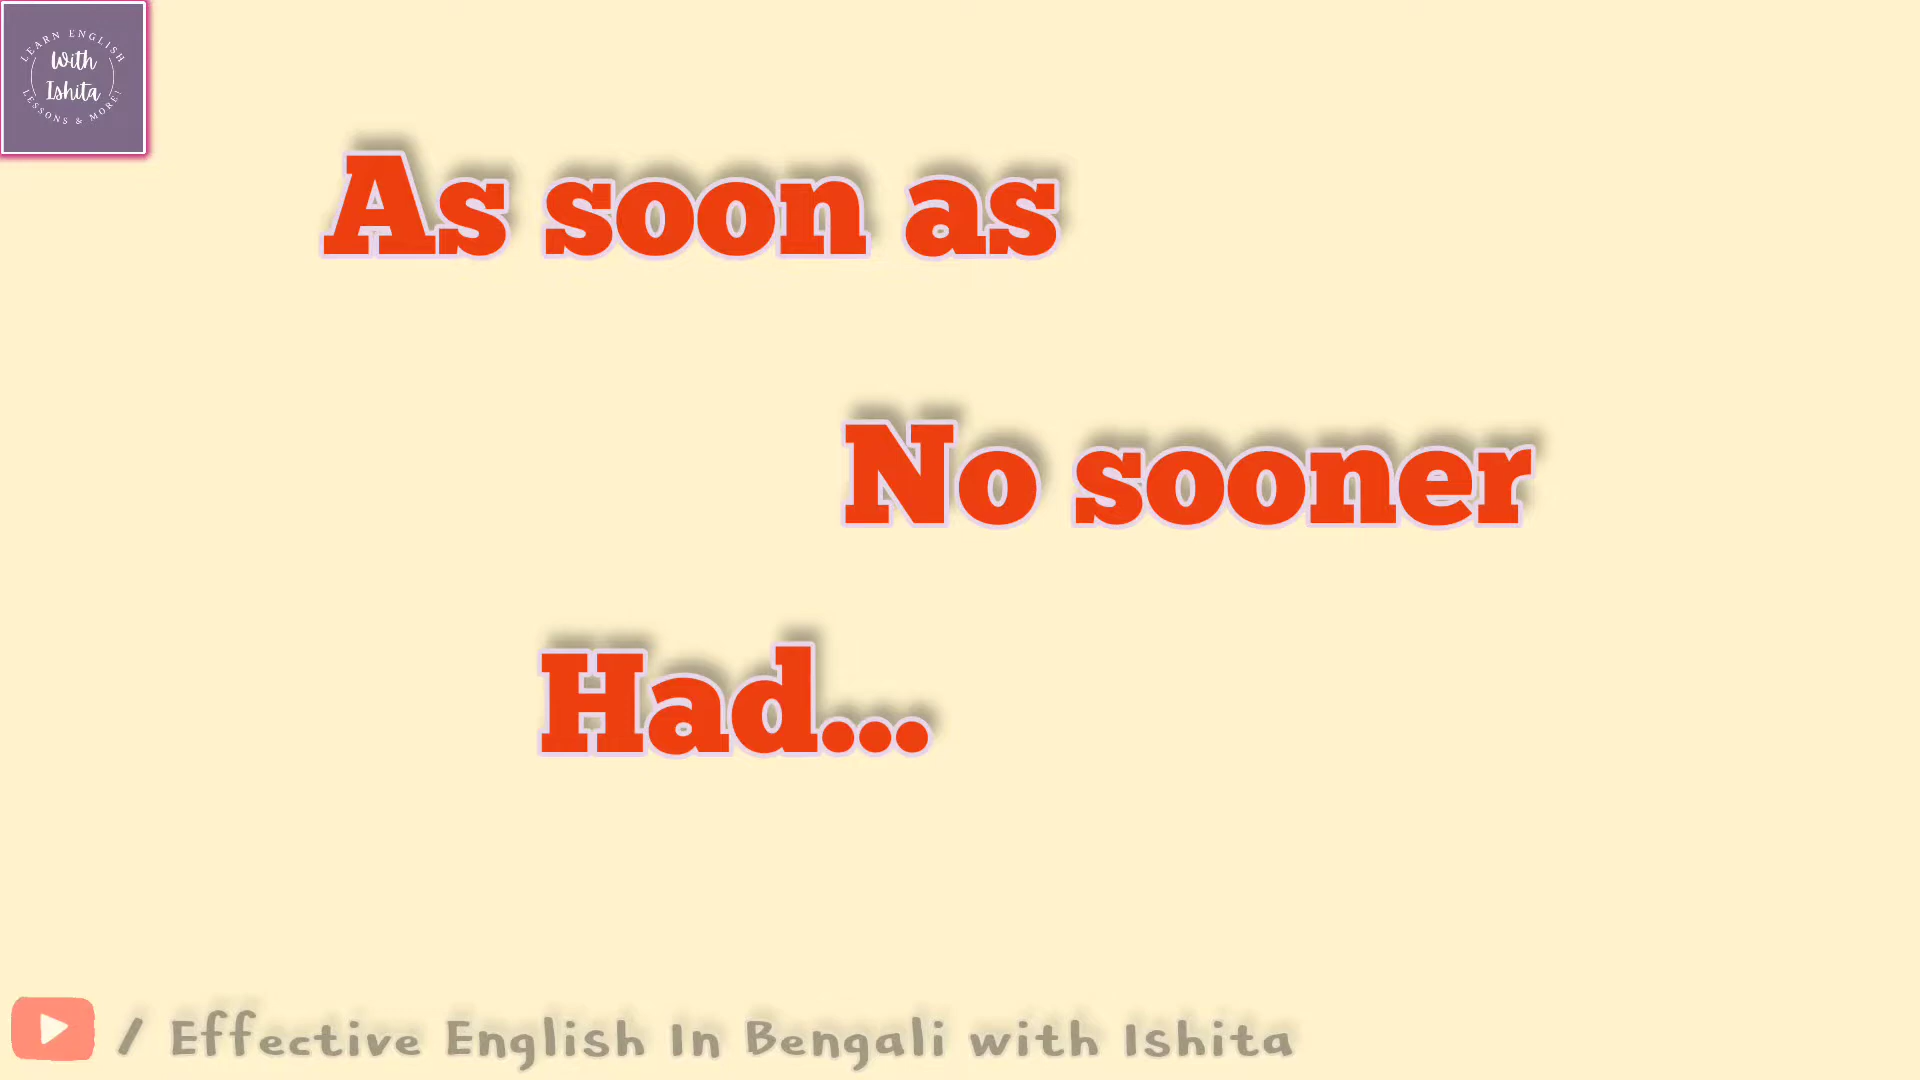 LEARN ENGLISH
With
Ishita
LESSONS & MORE!
As soon as
No sooner
Had...
/ Effective English In Bengali with Ishita